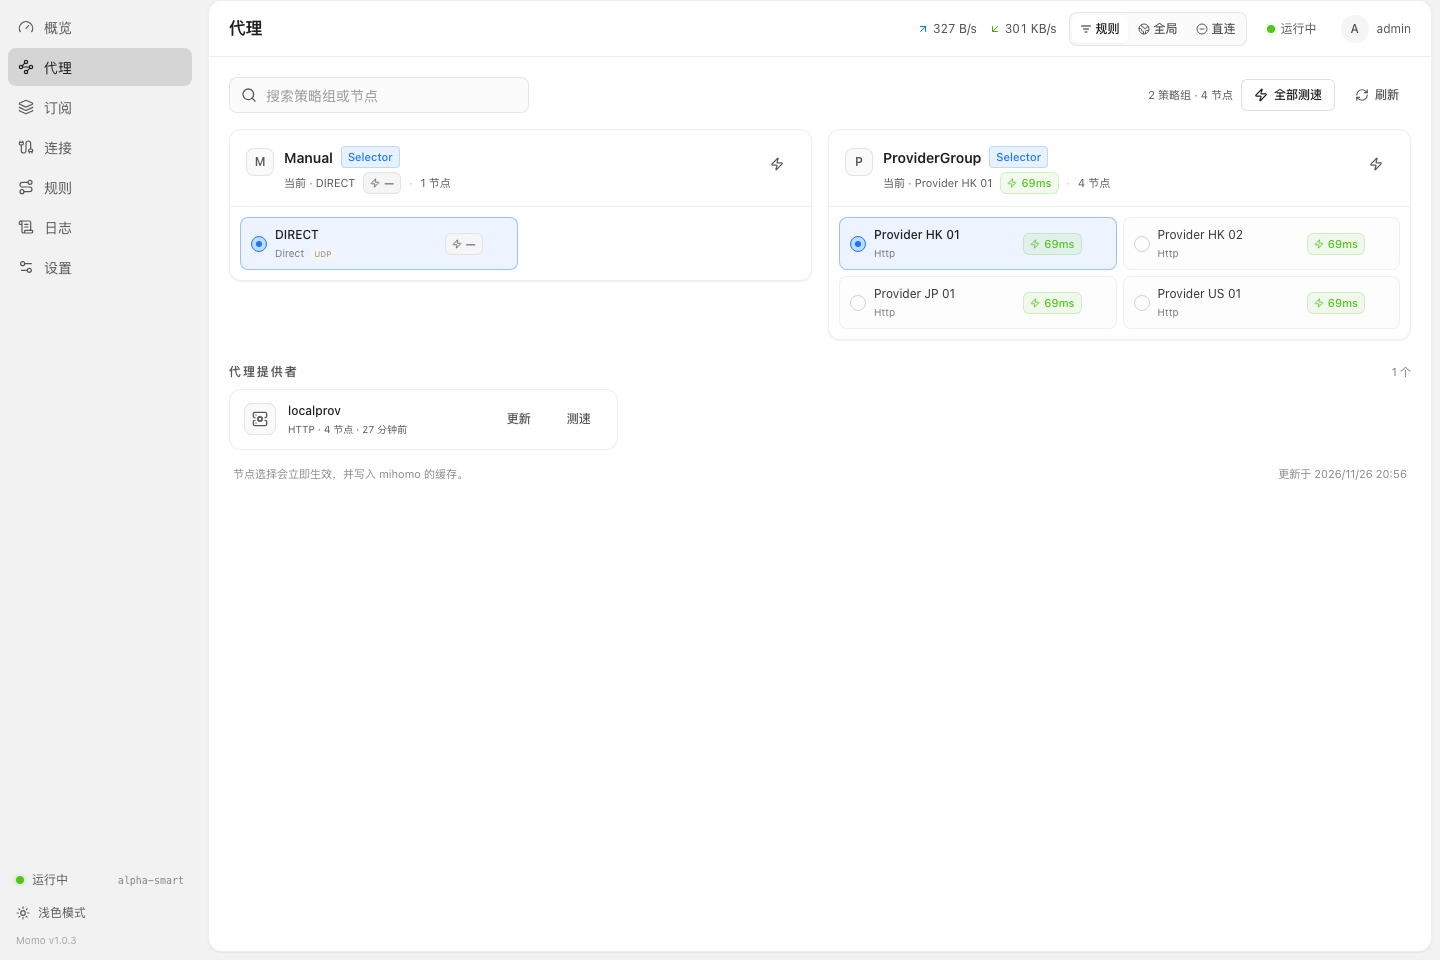 概览
代理
订阅
连接
规则
日志
设置
运行中 alpha-smart
浅色模式
Momo v1.0.3
代理
327 B/s 301 KB/s 规则 全局 直连 运行中 A admin
搜索策略组或节点
2 策略组 · 4 节点 全部测速 刷新
M Manual Selector
当前 · DIRECT — · 1 节点
DIRECT —
Direct UDP
P ProviderGroup Selector
当前 · Provider HK 01 69ms · 4 节点
Provider HK 01 69ms
Http
Provider HK 02 69ms
Http
Provider JP 01 69ms
Http
Provider US 01 69ms
Http
代理提供者 1 个
localprov
HTTP · 4 节点 · 27 分钟前
更新 测速
节点选择会立即生效，并写入 mihomo 的缓存。 更新于 2026/11/26 20:56